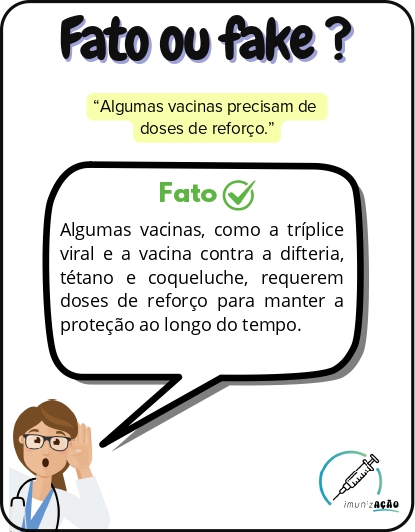 Fato ou fake ?
“Algumas vacinas precisam de
doses de reforço.”
Fato
Algumas vacinas, como a tríplice
viral e a vacina contra a difteria,
tétano e coqueluche, requerem
doses de reforço para manter a
proteção ao longo do tempo.
imunizAÇÃO